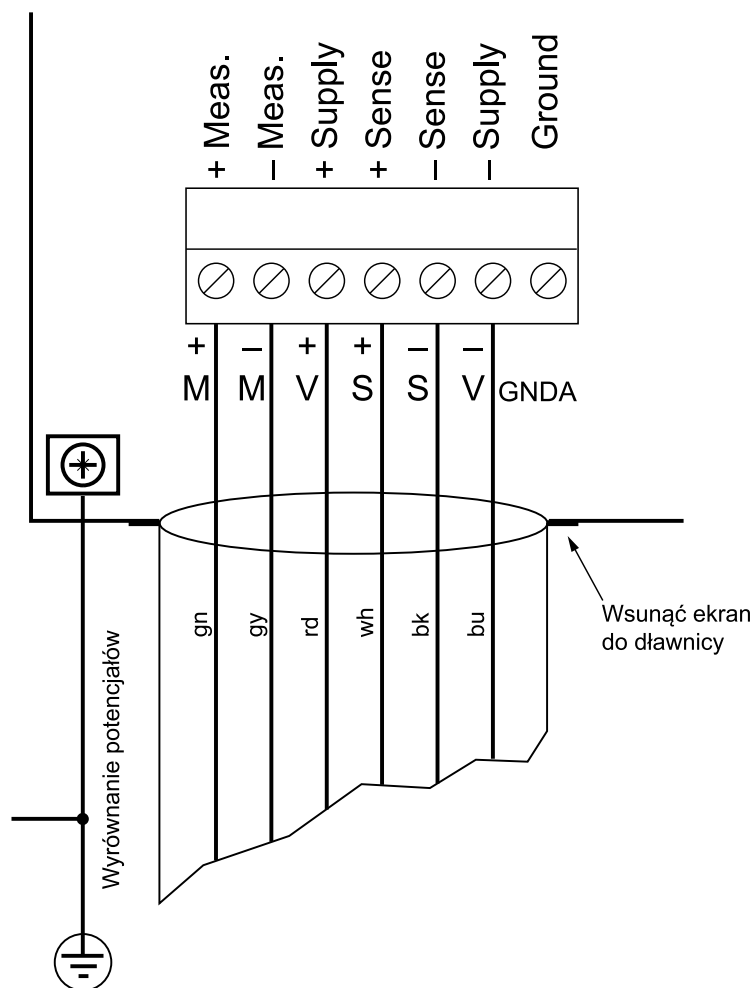 + Meas.
– Meas.
+ Supply
+ Sense
– Sense
– Supply
Ground
+ M
– M
+ V
+ S
– S
– V
GNDA
gn
gy
rd
wh
bk
bu
Wsunąć ekran
do dławnicy
Wyrównanie potencjałów